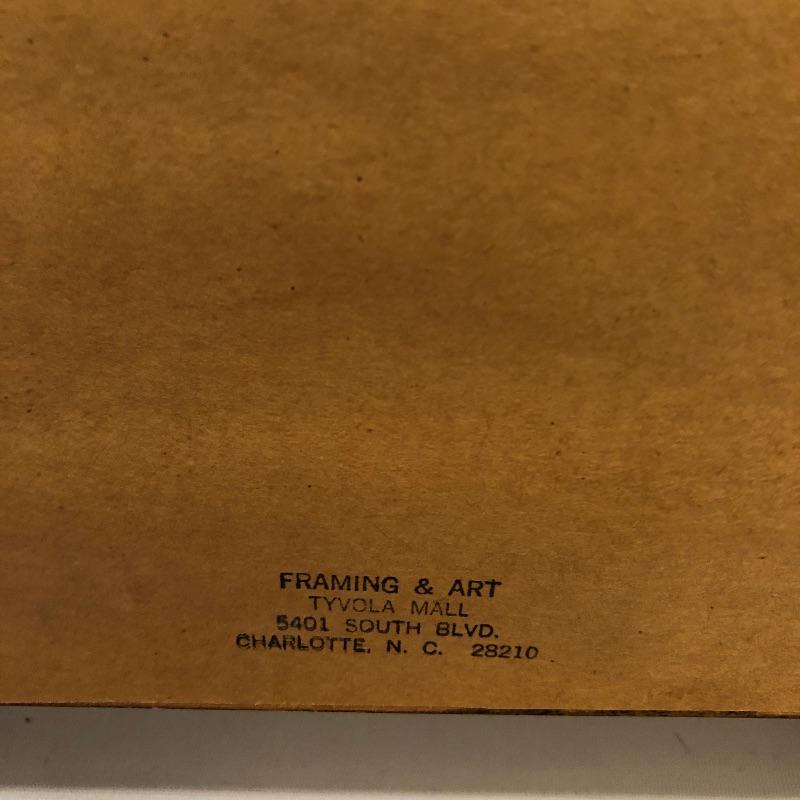 FRAMING & ART
TYVOLA MALL
5401 SOUTH BLVD.
CHARLOTTE, N. C. 28210